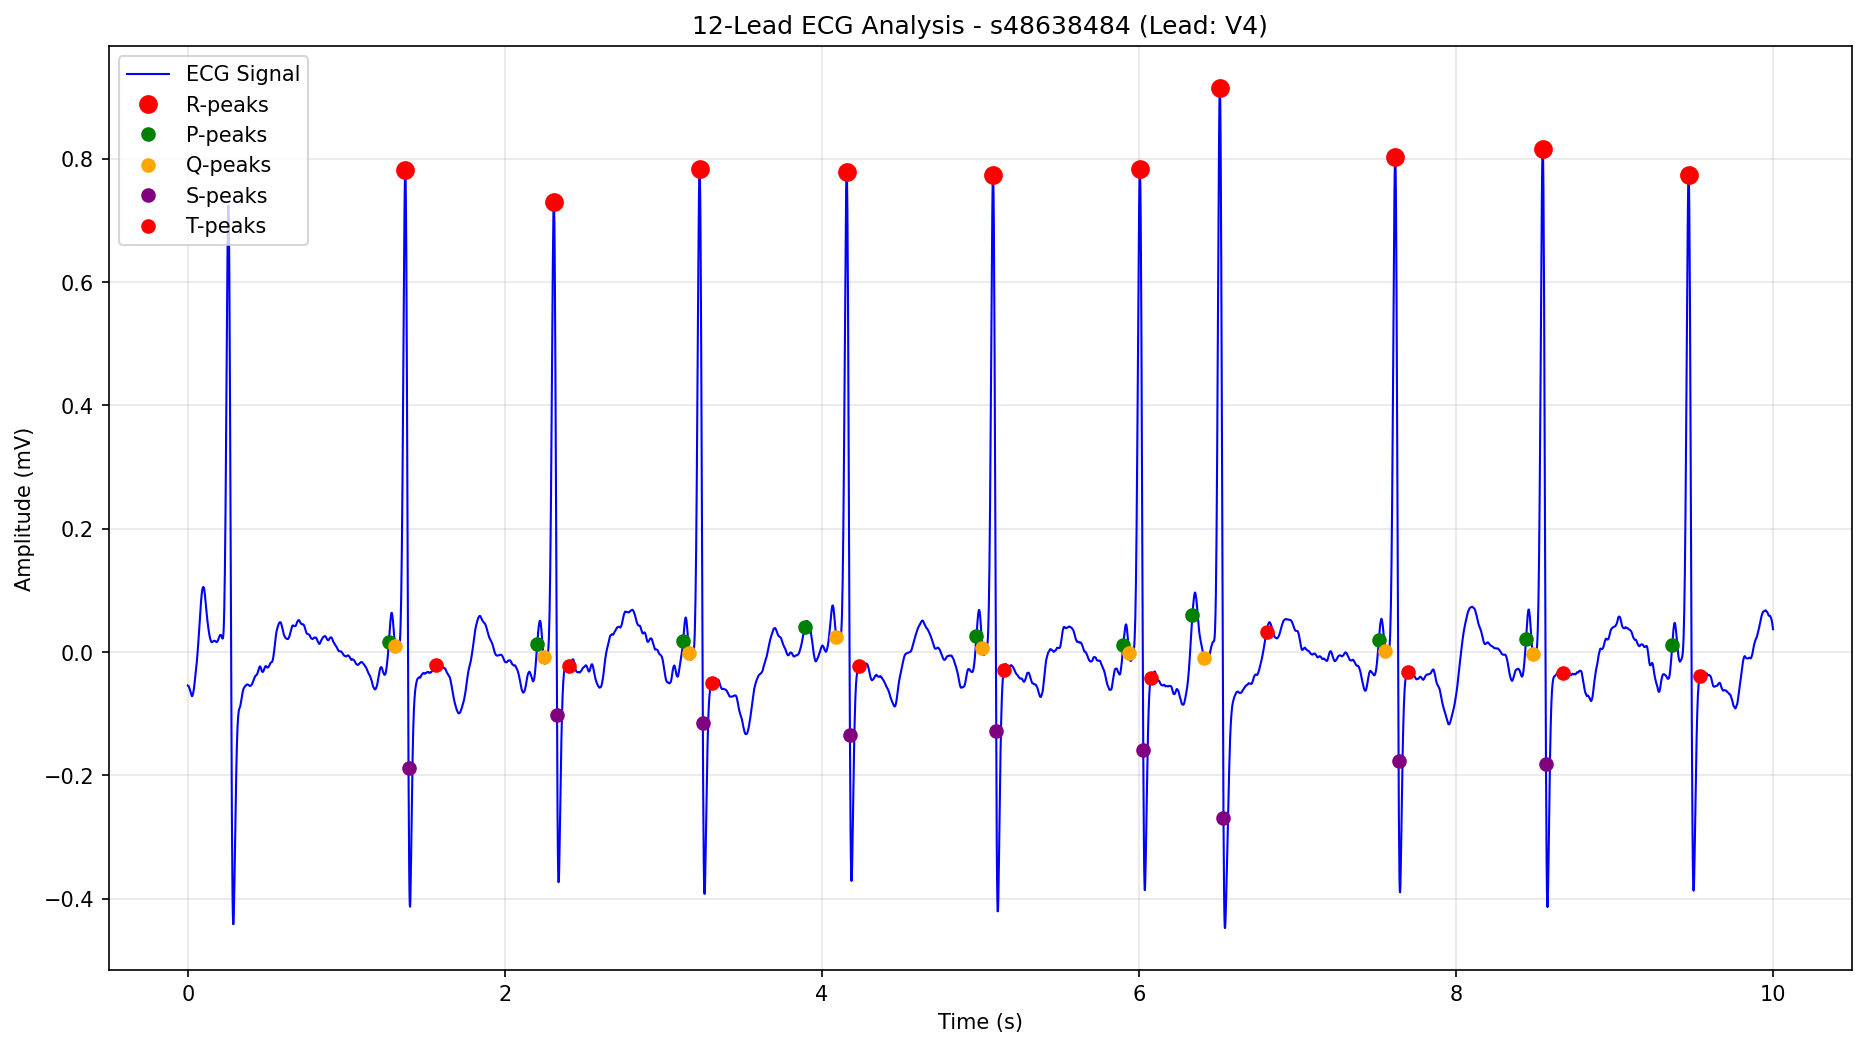 12-Lead ECG Analysis - s48638484 (Lead: V4)
ECG Signal
R-peaks
P-peaks
Q-peaks
S-peaks
T-peaks
Amplitude (mV)
0.8
0.6
0.4
0.2
0.0
−0.2
−0.4
0 2 4 6 8 10
Time (s)